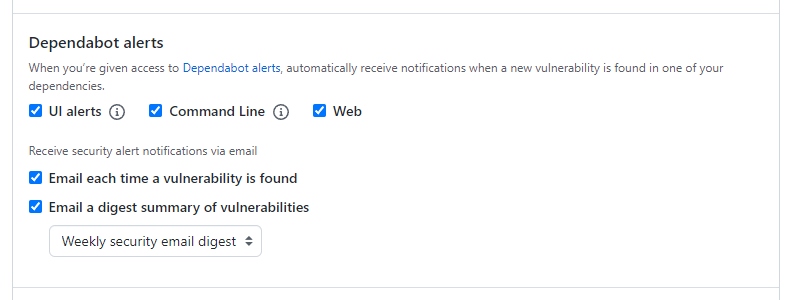 Dependabot alerts
When you're given access to Dependabot alerts, automatically receive notifications when a new vulnerability is found in one of your
dependencies.
UI alerts Command Line Web
Receive security alert notifications via email
Email each time a vulnerability is found
Email a digest summary of vulnerabilities
Weekly security email digest